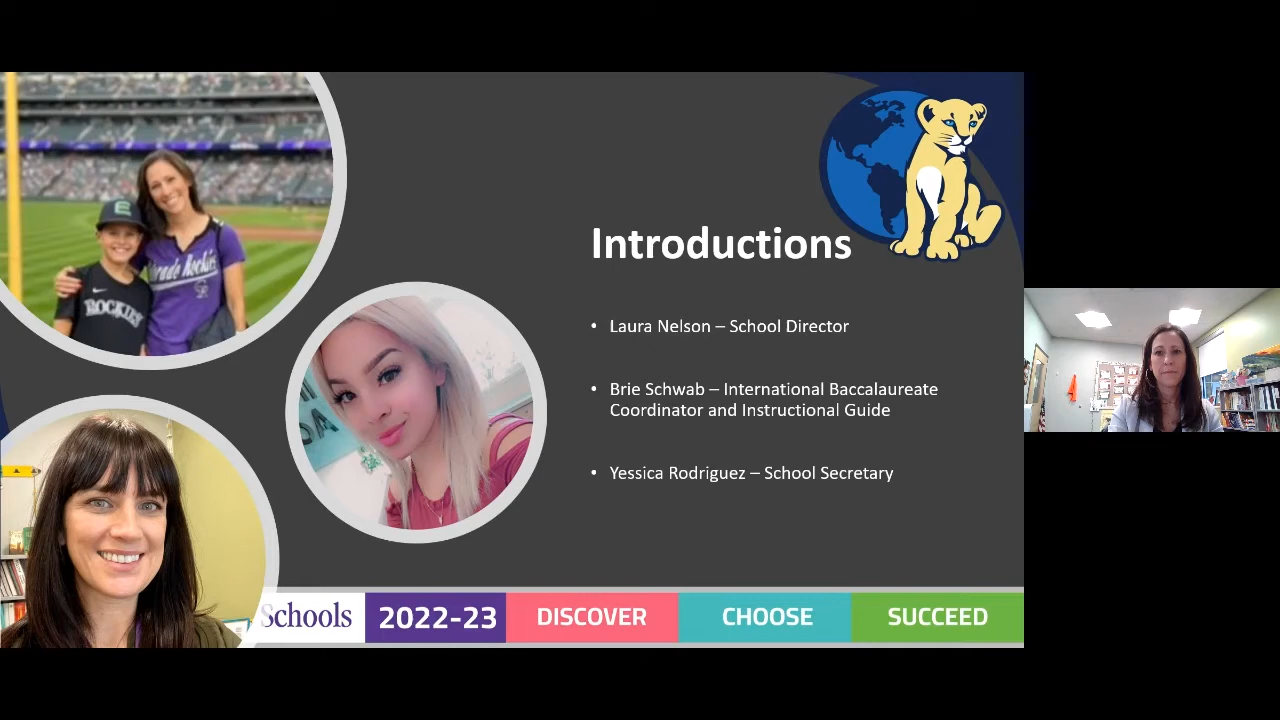 Introductions
• Laura Nelson – School Director
• Brie Schwab – International Baccalaureate
Coordinator and Instructional Guide
• Yessica Rodriguez – School Secretary
ROCKIES
Schools
2022-23
DISCOVER
CHOOSE
SUCCEED